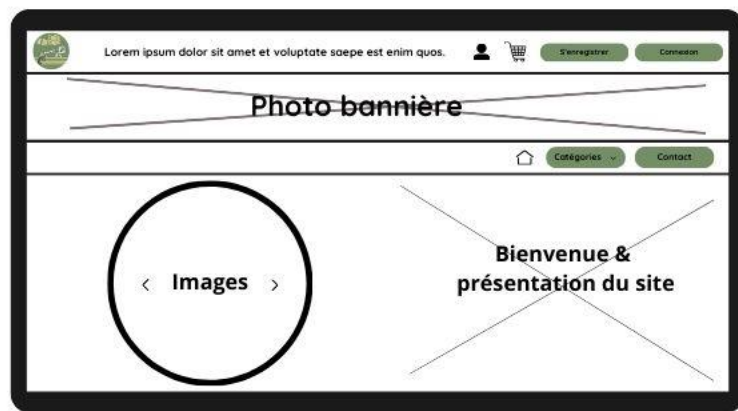 Lorem ipsum dolor sit amet et voluptate saepe est enim quos.
S'enregistrer
Connexion
Photo bannière
Catégories
Contact
Images
Bienvenue &
présentation du site